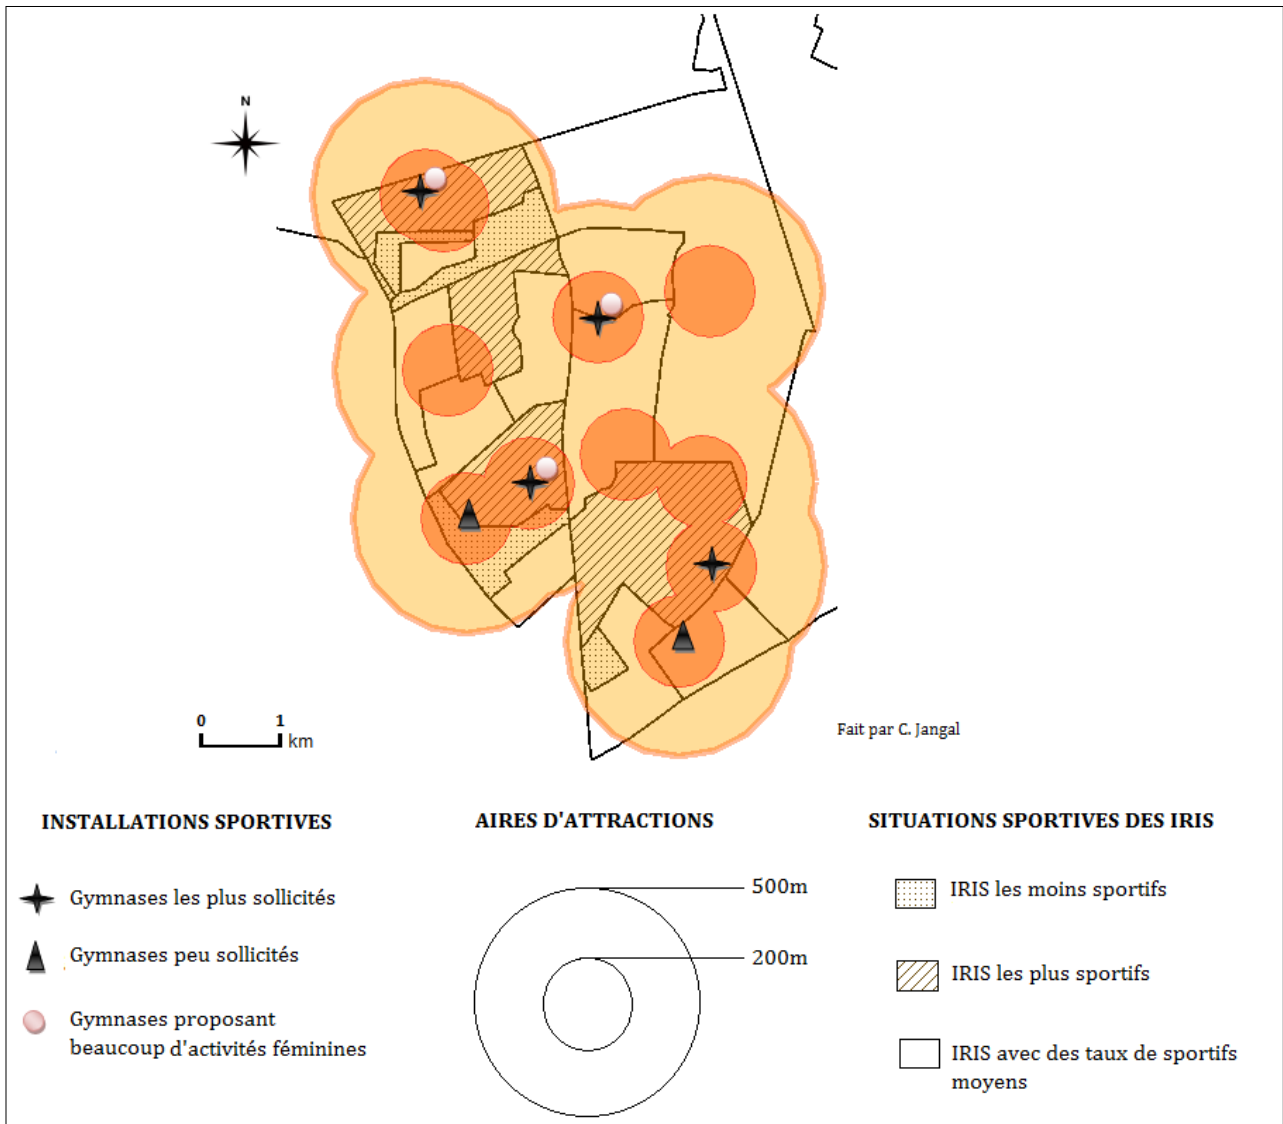 N
0 1
km
Fait par C. Jangal
INSTALLATIONS SPORTIVES
Gymnases les plus sollicités
Gymnases peu sollicités
Gymnases proposant
beaucoup d'activités féminines
AIRES D'ATTRACTIONS
500m
200m
SITUATIONS SPORTIVES DES IRIS
IRIS les moins sportifs
IRIS les plus sportifs
IRIS avec des taux de sportifs
moyens